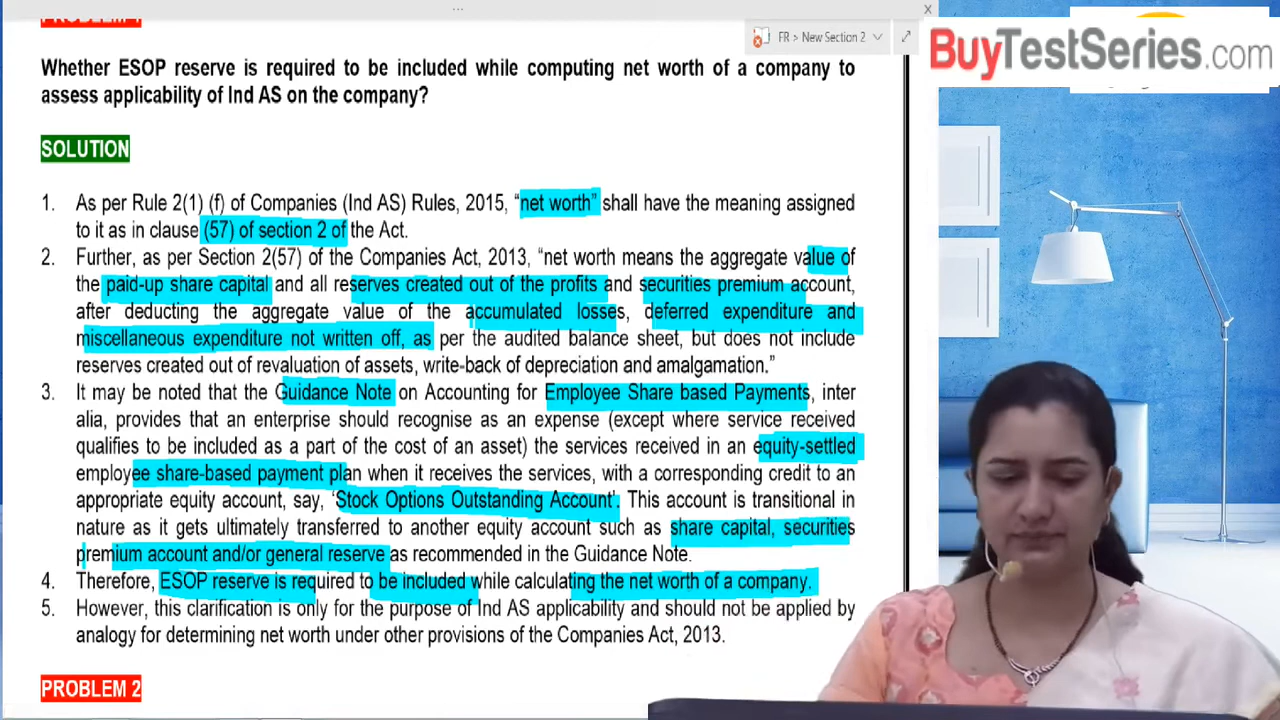 PROBLEM 1
...
x
FR > New Section 2
BuyTestSeries.com
Whether ESOP reserve is required to be included while computing net worth of a company to
assess applicability of Ind AS on the company?
SOLUTION
1. As per Rule 2(1) (f) of Companies (Ind AS) Rules, 2015, “net worth” shall have the meaning assigned
to it as in clause (57) of section 2 of the Act.
2. Further, as per Section 2(57) of the Companies Act, 2013, “net worth means the aggregate value of
the paid-up share capital and all reserves created out of the profits and securities premium account,
after deducting the aggregate value of the accumulated losses, deferred expenditure and
miscellaneous expenditure not written off, as per the audited balance sheet, but does not include
reserves created out of revaluation of assets, write-back of depreciation and amalgamation.”
3. It may be noted that the Guidance Note on Accounting for Employee Share based Payments, inter
alia, provides that an enterprise should recognise as an expense (except where service received
qualifies to be included as a part of the cost of an asset) the services received in an equity-settled
employee share-based payment plan when it receives the services, with a corresponding credit to an
appropriate equity account, say, ‘Stock Options Outstanding Account’. This account is transitional in
nature as it gets ultimately transferred to another equity account such as share capital, securities
premium account and/or general reserve as recommended in the Guidance Note.
4. Therefore, ESOP reserve is required to be included while calculating the net worth of a company.
5. However, this clarification is only for the purpose of Ind AS applicability and should not be applied by
analogy for determining net worth under other provisions of the Companies Act, 2013.
PROBLEM 2